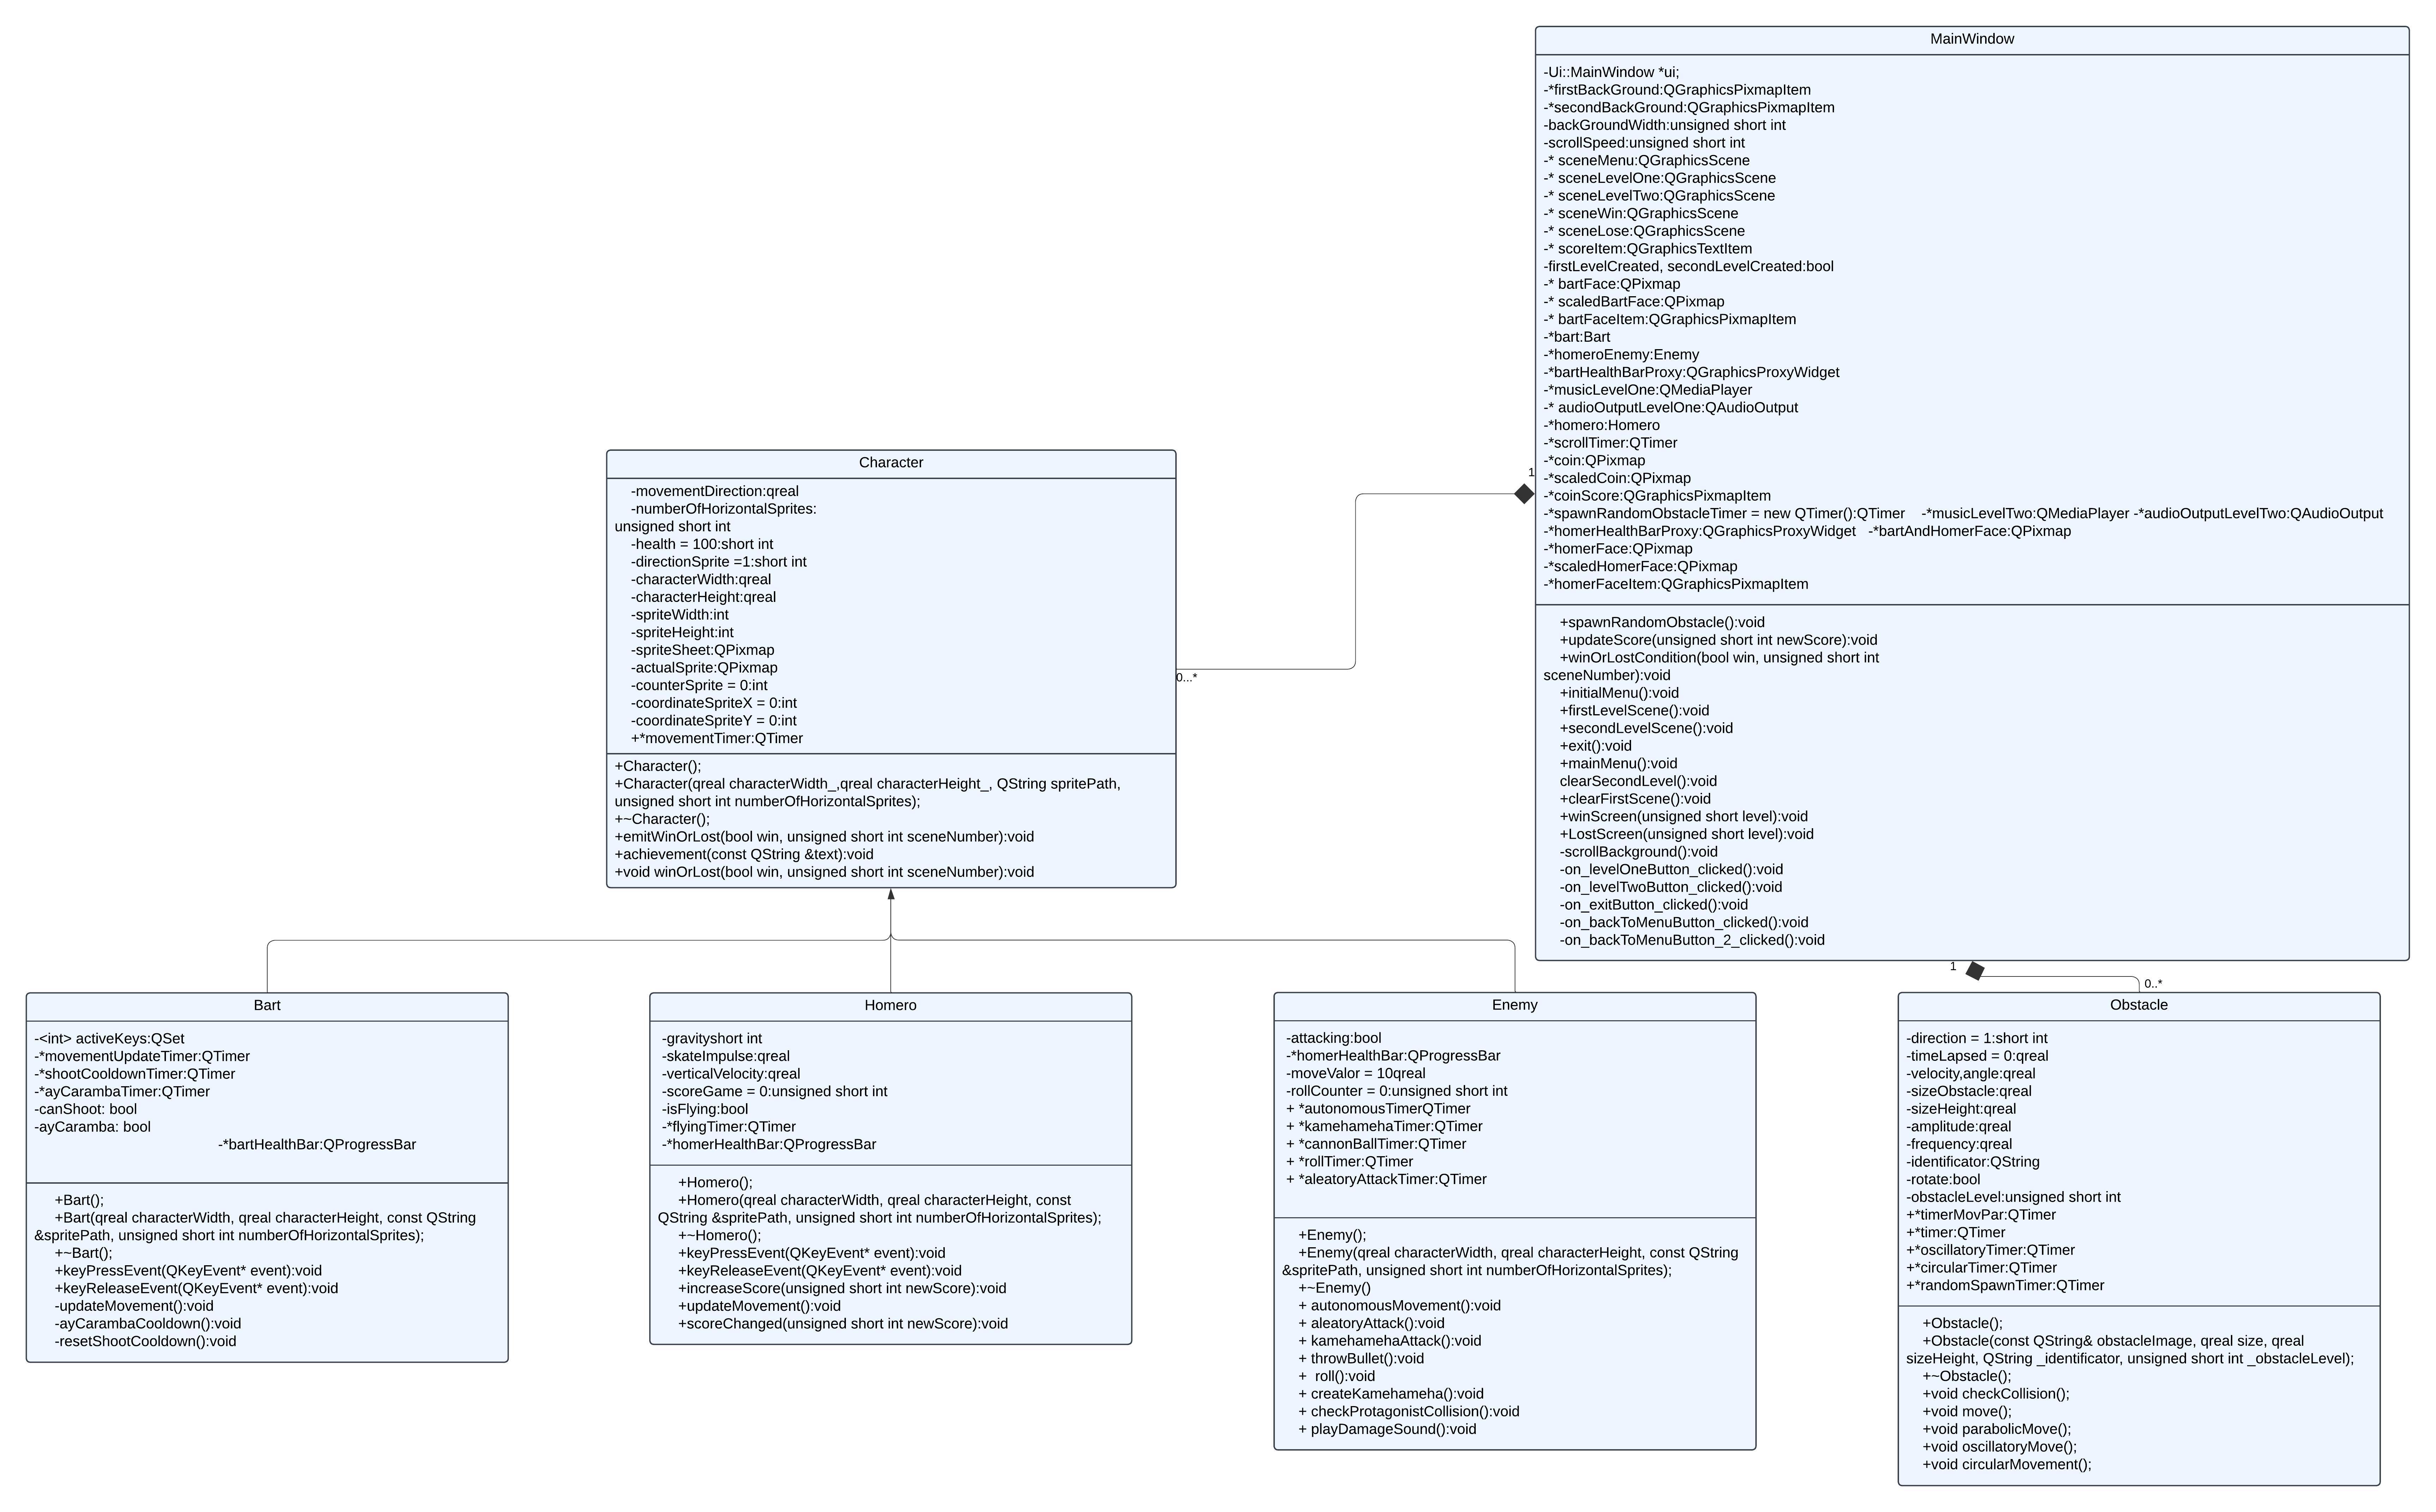 MainWindow
-Ui::MainWindow *ui;
-*firstBackGround:QGraphicsPixmapItem
-*secondBackGround:QGraphicsPixmapItem
-backGroundWidth:unsigned short int
-scrollSpeed:unsigned short int
-* sceneMenu:QGraphicsScene
-* sceneLevelOne:QGraphicsScene
-* sceneLevelTwo:QGraphicsScene
-* sceneWin:QGraphicsScene
-* sceneLose:QGraphicsScene
-* scoreItem:QGraphicsTextItem
-firstLevelCreated, secondLevelCreated:bool
-* bartFace:QPixmap
-* scaledBartFace:QPixmap
-* bartFaceItem:QGraphicsPixmapItem
-*bart:Bart
-*homeroEnemy:Enemy
-*bartHealthBarProxy:QGraphicsProxyWidget
-*musicLevelOne:QMediaPlayer
-* audioOutputLevelOne:QAudioOutput
-*homero:Homero
-*scrollTimer:QTimer
-*coin:QPixmap
-*scaledCoin:QPixmap
-*coinScore:QGraphicsPixmapItem
-*spawnRandomObstacleTimer = new QTimer():QTimer    -*musicLevelTwo:QMediaPlayer -*audioOutputLevelTwo:QAudioOutput
-*homerHealthBarProxy:QGraphicsProxyWidget   -*bartAndHomerFace:QPixmap
-*homerFace:QPixmap
-*scaledHomerFace:QPixmap
-*homerFaceItem:QGraphicsPixmapItem
+spawnRandomObstacle():void
+updateScore(unsigned short int newScore):void
+winOrLostCondition(bool win, unsigned short int
sceneNumber):void
+initialMenu():void
+firstLevelScene():void
+secondLevelScene():void
+exit():void
+mainMenu():void
clearSecondLevel():void
+clearFirstScene():void
+winScreen(unsigned short level):void
+LostScreen(unsigned short level):void
-scrollBackground():void
-on_levelOneButton_clicked():void
-on_levelTwoButton_clicked():void
-on_exitButton_clicked():void
-on_backToMenuButton_clicked():void
-on_backToMenuButton_2_clicked():void
1
0...*
Character
-movementDirection:qreal
-numberOfHorizontalSprites:
unsigned short int
-health = 100:short int
-directionSprite =1:short int
-characterWidth:qreal
-characterHeight:qreal
-spriteWidth:int
-spriteHeight:int
-spriteSheet:QPixmap
-actualSprite:QPixmap
-counterSprite = 0:int
-coordinateSpriteX = 0:int
-coordinateSpriteY = 0:int
+*movementTimer:QTimer
+Character();
+Character(qreal characterWidth_,qreal characterHeight_, QString spritePath,
unsigned short int numberOfHorizontalSprites);
+~Character();
+emitWinOrLost(bool win, unsigned short int sceneNumber):void
+achievement(const QString &text):void
+void winOrLost(bool win, unsigned short int sceneNumber):void
1
0..*
Bart
-<int> activeKeys:QSet
-*movementUpdateTimer:QTimer
-*shootCooldownTimer:QTimer
-*ayCarambaTimer:QTimer
-canShoot: bool
-ayCaramba: bool
-*bartHealthBar:QProgressBar
+Bart();
+Bart(qreal characterWidth, qreal characterHeight, const QString
&spritePath, unsigned short int numberOfHorizontalSprites);
+~Bart();
+keyPressEvent(QKeyEvent* event):void
+keyReleaseEvent(QKeyEvent* event):void
-updateMovement():void
-ayCarambaCooldown():void
-resetShootCooldown():void
Homero
-gravityshort int
-skateImpulse:qreal
-verticalVelocity:qreal
-scoreGame = 0:unsigned short int
-isFlying:bool
-*flyingTimer:QTimer
-*homerHealthBar:QProgressBar
+Homero();
+Homero(qreal characterWidth, qreal characterHeight, const
QString &spritePath, unsigned short int numberOfHorizontalSprites);
+~Homero();
+keyPressEvent(QKeyEvent* event):void
+keyReleaseEvent(QKeyEvent* event):void
+increaseScore(unsigned short int newScore):void
+updateMovement():void
+scoreChanged(unsigned short int newScore):void
Enemy
-attacking:bool
-*homerHealthBar:QProgressBar
-moveValor = 10qreal
-rollCounter = 0:unsigned short int
+ *autonomousTimerQTimer
+ *kamehamehaTimer:QTimer
+ *cannonBallTimer:QTimer
+ *rollTimer:QTimer
+ *aleatoryAttackTimer:QTimer
+Enemy();
+Enemy(qreal characterWidth, qreal characterHeight, const QString
&spritePath, unsigned short int numberOfHorizontalSprites);
+~Enemy()
+ autonomousMovement():void
+ aleatoryAttack():void
+ kamehamehaAttack():void
+ throwBullet():void
+  roll():void
+ createKamehameha():void
+ checkProtagonistCollision():void
+ playDamageSound():void
Obstacle
-direction = 1:short int
-timeLapsed = 0:qreal
-velocity,angle:qreal
-sizeObstacle:qreal
-sizeHeight:qreal
-amplitude:qreal
-frequency:qreal
-identificator:QString
-rotate:bool
-obstacleLevel:unsigned short int
+*timerMovPar:QTimer
+*timer:QTimer
+*oscillatoryTimer:QTimer
+*circularTimer:QTimer
+*randomSpawnTimer:QTimer
+Obstacle();
+Obstacle(const QString& obstacleImage, qreal size, qreal
sizeHeight, QString _identificator, unsigned short int _obstacleLevel);
+~Obstacle();
+void checkCollision();
+void move();
+void parabolicMove();
+void oscillatoryMove();
+void circularMovement();